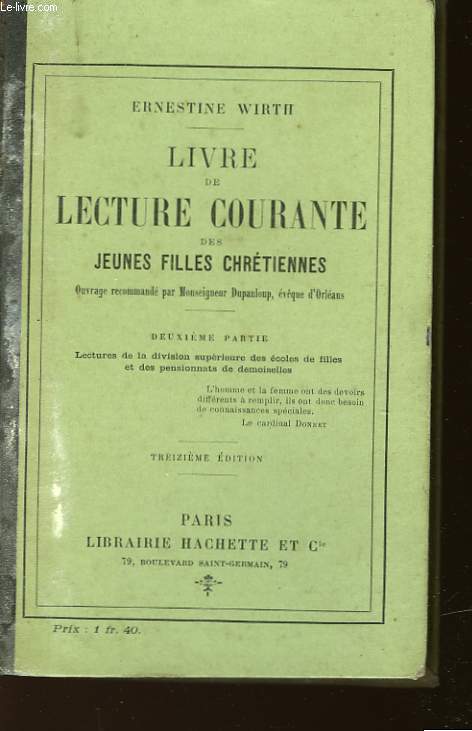 Le-livre.com
ERNESTINE WIRTH
LIVRE
DE
LECTURE COURANTE
DES
JEUNES FILLES CHRÉTIENNES
Ouvrage recommandé par Monseigneur Dupanloup, évêque d'Orléans
DEUXIÈME PARTIE
Lectures de la division supérieure des écoles de filles
et des pensionnats de demoiselles
L'homme et la femme ont des devoirs
différents à remplir, ils ont donc besoin
de connaissances spéciales.
Le cardinal DONNET
TREIZIÈME ÉDITION
PARIS
LIBRAIRIE HACHETTE ET Cie
79, BOULEVARD SAINT-GERMAIN, 79
Prix : 1 fr. 40.